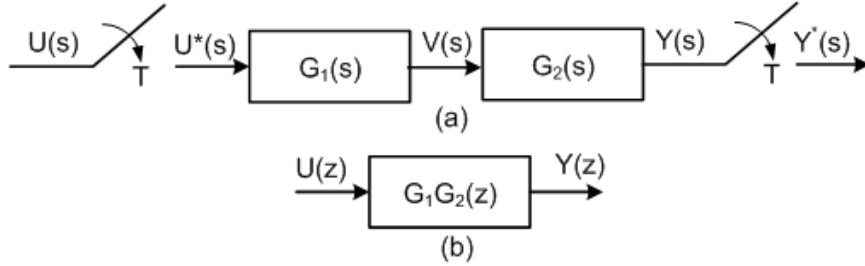 U(s) T U*(s) G₁(s) V(s) G₂(s) Y(s) T Y*(s)
(a)
U(z) G₁G₂(z) Y(z)
(b)